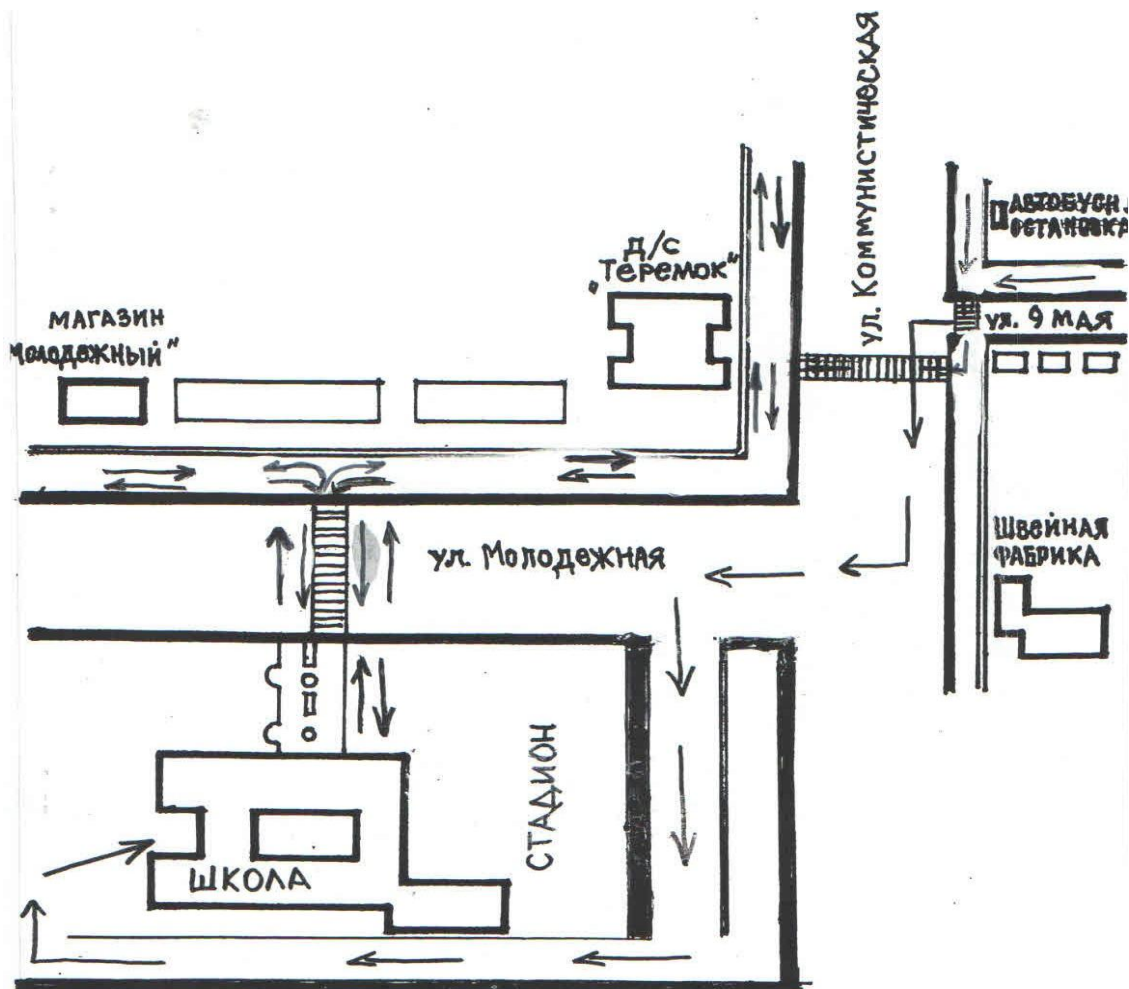 ул. Коммунистическая
АВТОБУСН
ОСТАНОВКА
Д/С
"Теремок"
ул. 9 МАЯ
МАГАЗИН
Молодежный"
ул. Молодежная
Швейная
ФАБРИКА
СТАДИОН
ШКОЛА